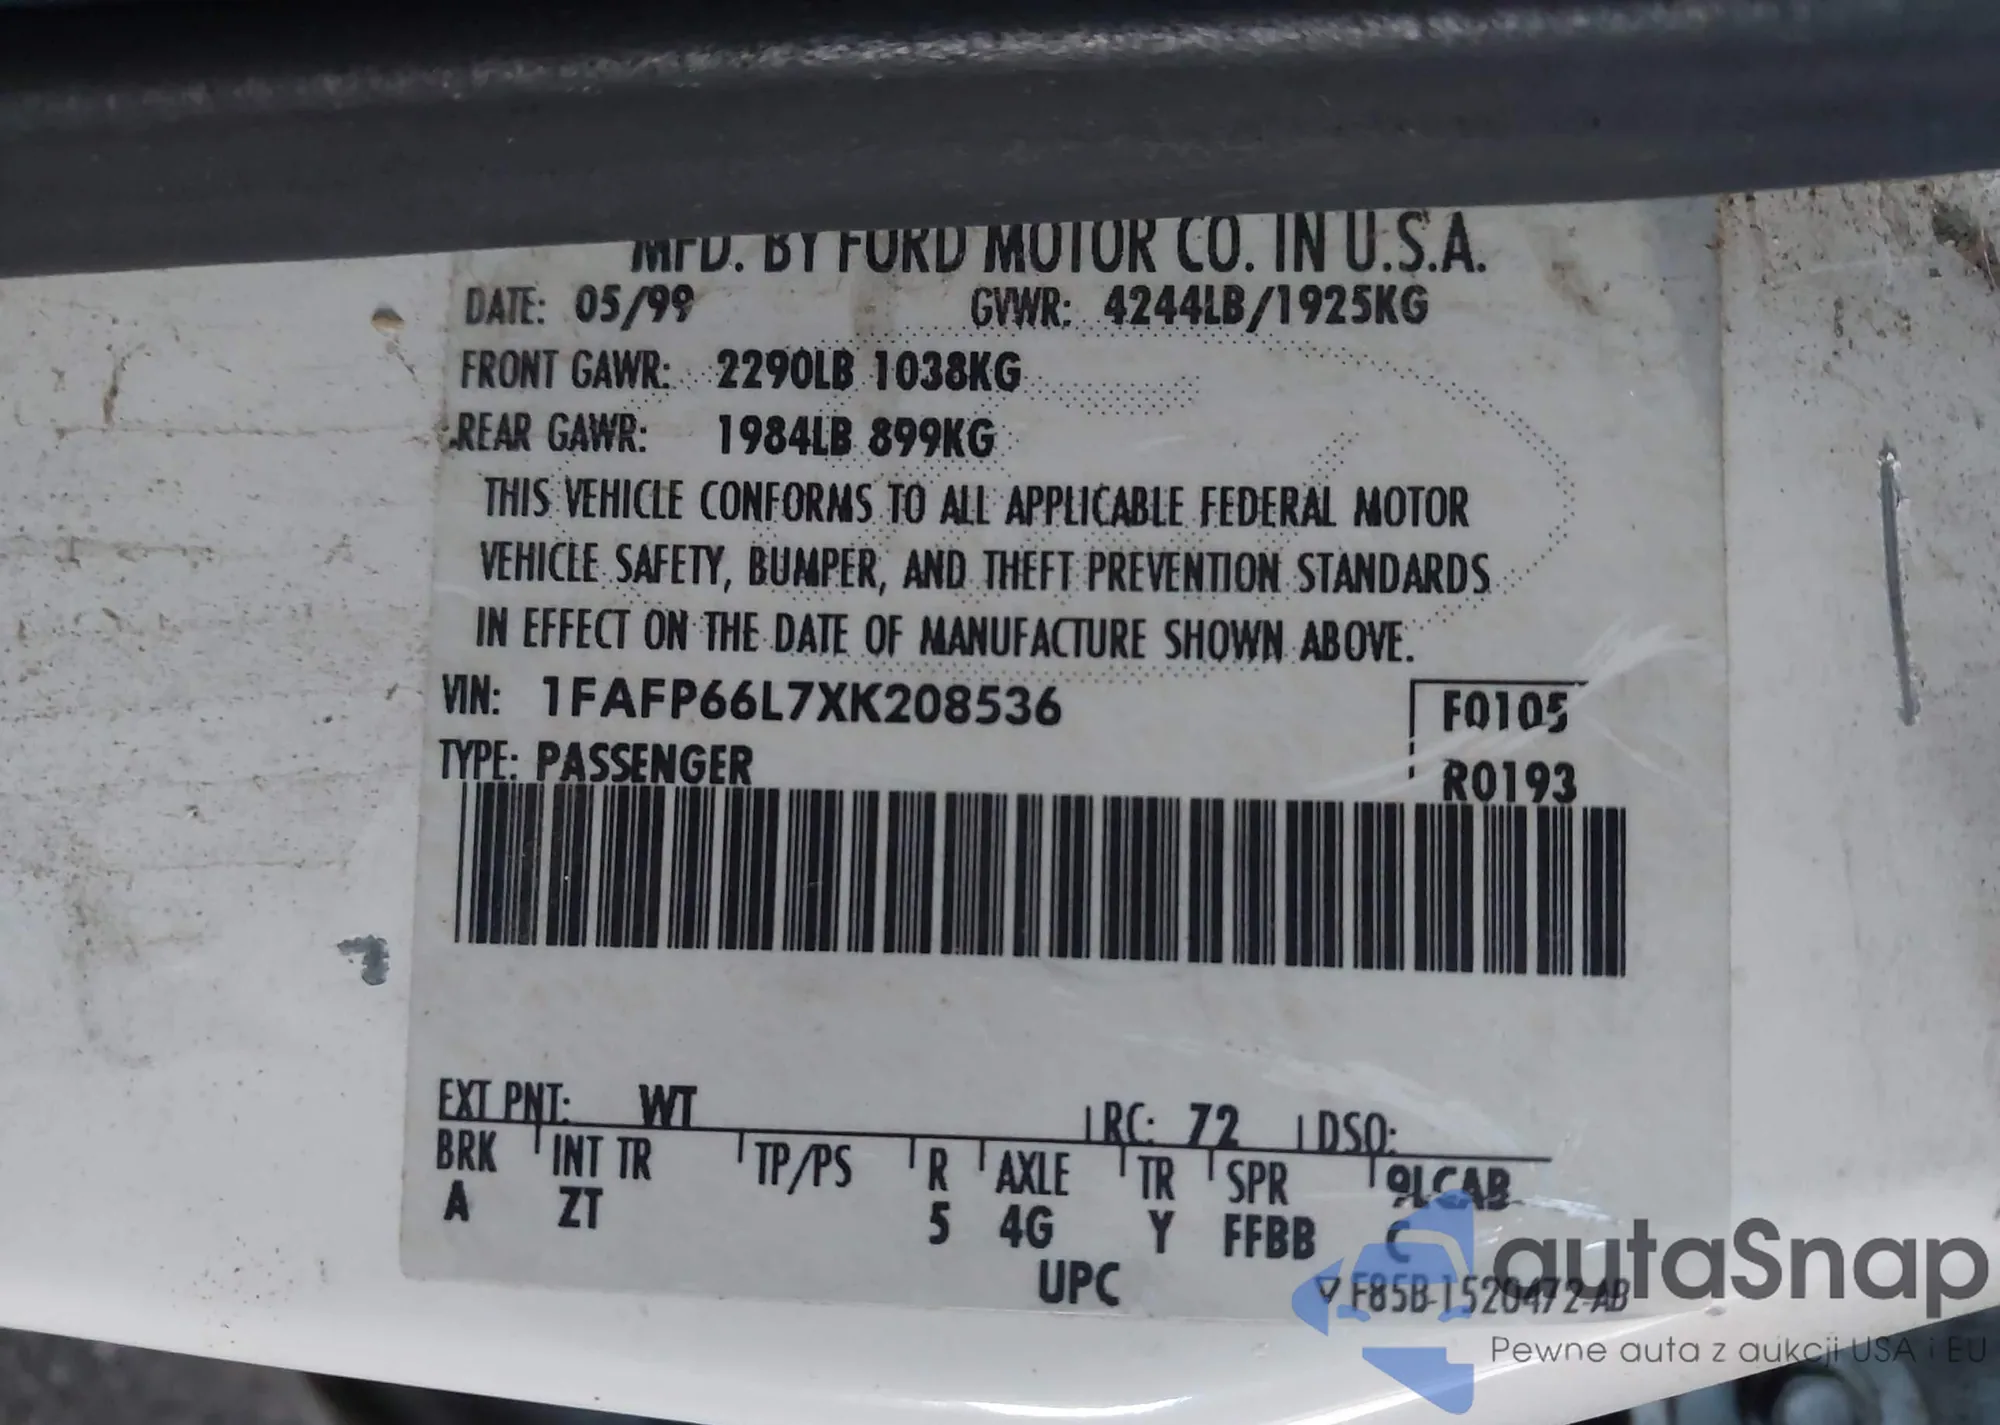 MFD. BY FORD MOTOR CO. IN U.S.A.
DATE: 05/99 GVWR: 4244LB/1925KG
FRONT GAWR: 2290LB 1038KG
REAR GAWR: 1984LB 899KG
THIS VEHICLE CONFORMS TO ALL APPLICABLE FEDERAL MOTOR
VEHICLE SAFETY, BUMPER, AND THEFT PREVENTION STANDARDS
IN EFFECT ON THE DATE OF MANUFACTURE SHOWN ABOVE.
VIN: 1FAFP66L7XK208536 F0105
TYPE: PASSENGER R0193
EXT PNT: WT RC: 72 DSO:
BRK INT TR TP/PS R AXLE TR SPR 9LCAB
A ZT 5 4G Y FFBB C
UPC
F85B-1520472-AB
autaSnap
Pewne auta z aukcji USA i EU